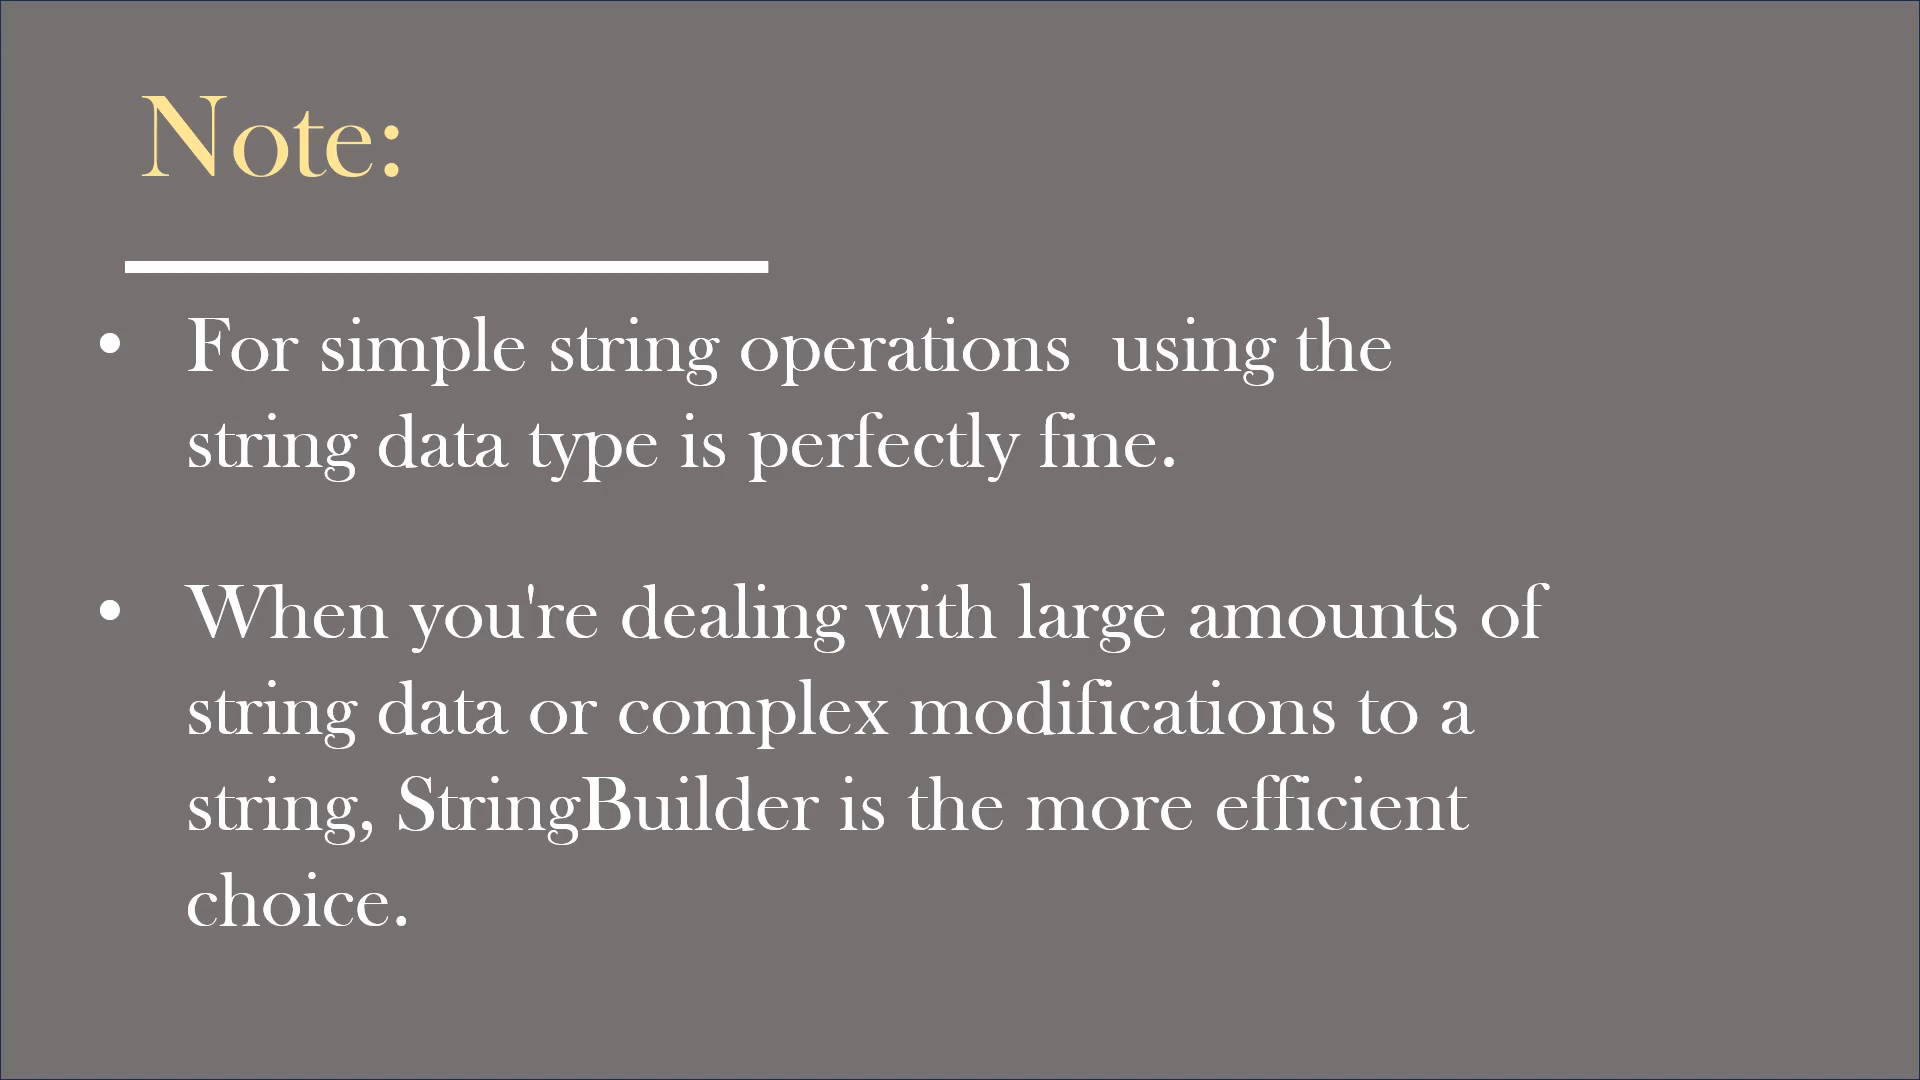 Note:
• For simple string operations  using the
string data type is perfectly fine.
• When you're dealing with large amounts of
string data or complex modifications to a
string, StringBuilder is the more efficient
choice.